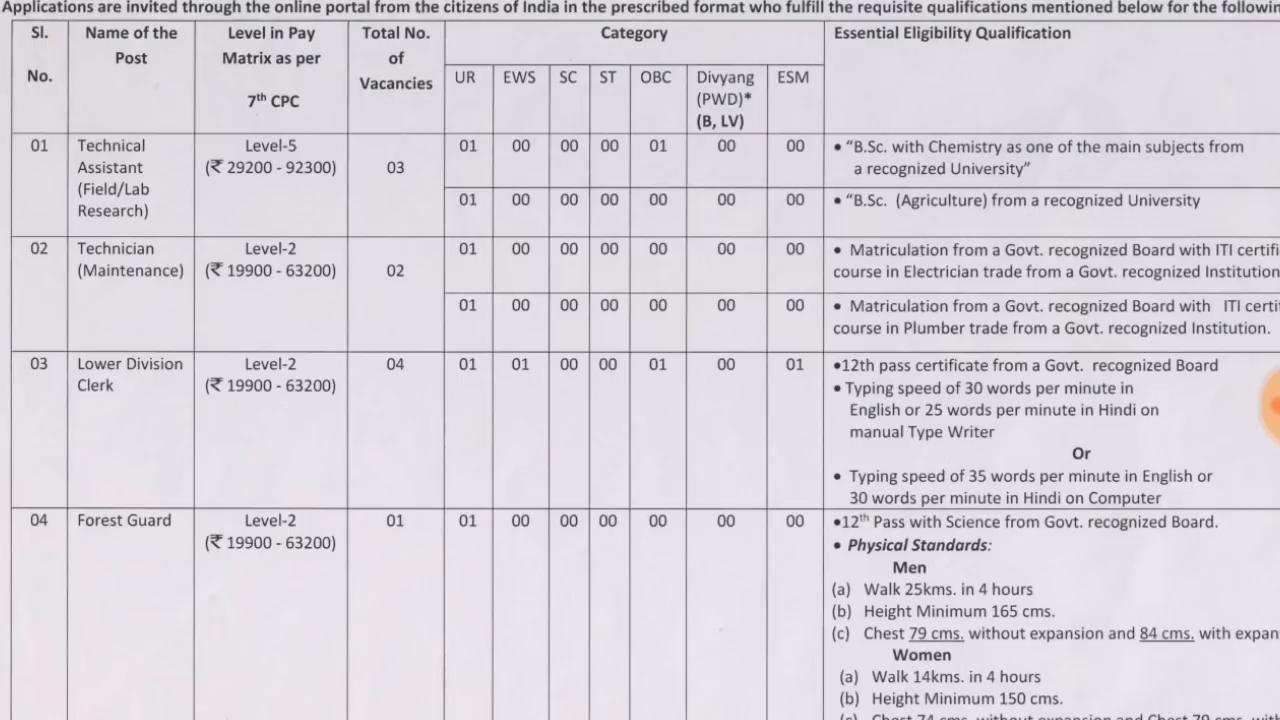 Applications are invited through the online portal from the citizens of India in the prescribed format who fulfill the requisite qualifications mentioned below for the
Sl. No.
Name of the Post
Level in Pay Matrix as per 7th CPC
Total No. of Vacancies
Category
Essential Eligibility Qualification
UR EWS SC ST OBC Divyang (PWD)* (B, LV) ESM
01 Technical Assistant (Field/Lab Research) Level-5 (₹ 29200 - 92300) 03
01 00 00 00 01 00 00
• “B.Sc. with Chemistry as one of the main subjects from
a recognized University”
01 00 00 00 00 00 00
• “B.Sc. (Agriculture) from a recognized University
02 Technician (Maintenance) Level-2 (₹ 19900 - 63200) 02
01 00 00 00 00 00 00
• Matriculation from a Govt. recognized Board with ITI
course in Electrician trade from a Govt. recognized Institution
01 00 00 00 00 00 00
• Matriculation from a Govt. recognized Board with ITI
course in Plumber trade from a Govt. recognized Institution.
03 Lower Division Clerk Level-2 (₹ 19900 - 63200) 04
01 01 00 00 01 00 01
•12th pass certificate from a Govt. recognized Board
• Typing speed of 30 words per minute in
English or 25 words per minute in Hindi on
manual Type Writer
Or
• Typing speed of 35 words per minute in English or
30 words per minute in Hindi on Computer
04 Forest Guard Level-2 (₹ 19900 - 63200) 01
01 00 00 00 00 00 00
•12th Pass with Science from Govt. recognized Board.
• Physical Standards:
Men
(a) Walk 25kms. in 4 hours
(b) Height Minimum 165 cms.
(c) Chest 79 cms. without expansion and 84 cms. with
Women
(a) Walk 14kms. in 4 hours
(b) Height Minimum 150 cms.